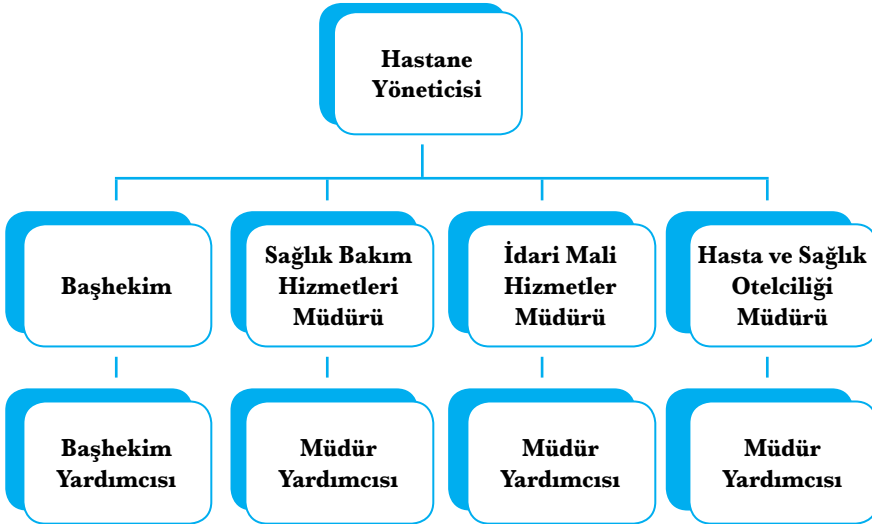 Hastane
Yöneticisi
Başhekim
Sağlık Bakım
Hizmetleri
Müdürü
İdari Mali
Hizmetler
Müdürü
Hasta ve Sağlık
Otelciliği
Müdürü
Başhekim
Yardımcısı
Müdür
Yardımcısı
Müdür
Yardımcısı
Müdür
Yardımcısı